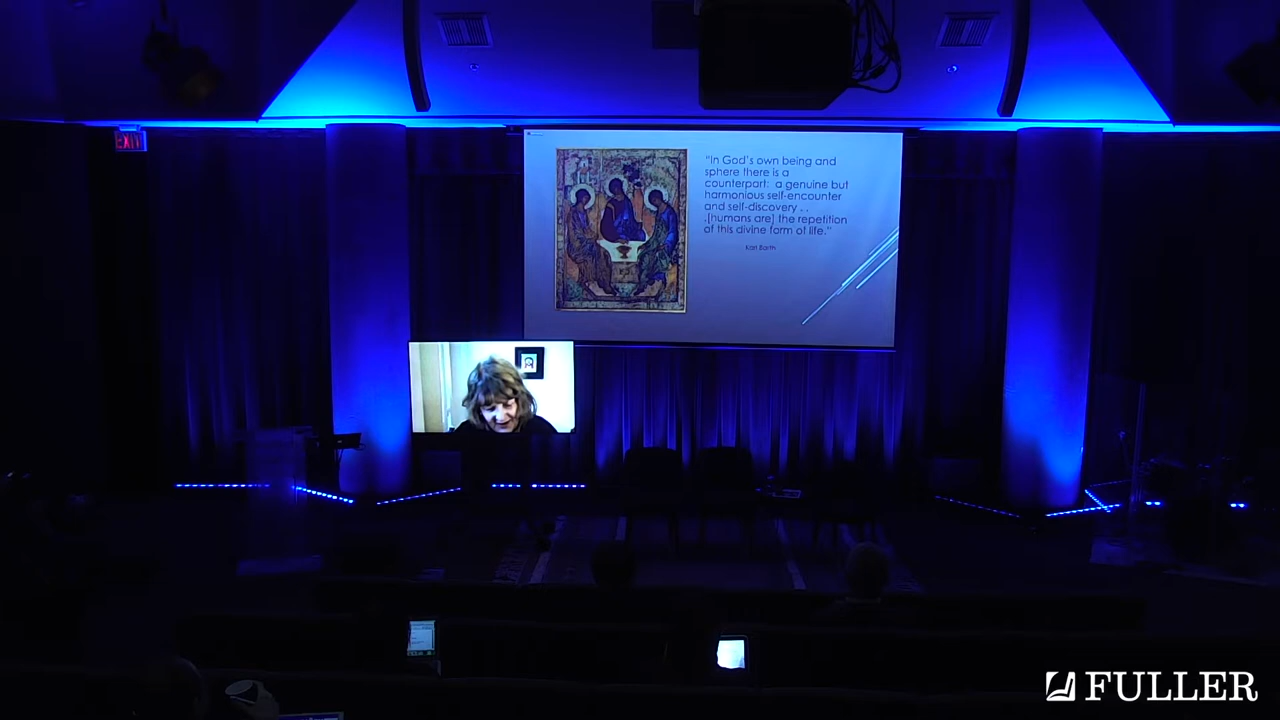 EXIT
"In God's own being and
sphere there is a
counterpart: a genuine but
harmonious self-encounter
and self-discovery . .
.[humans are] the repetition
of this divine form of life."
Karl Barth
FULLER